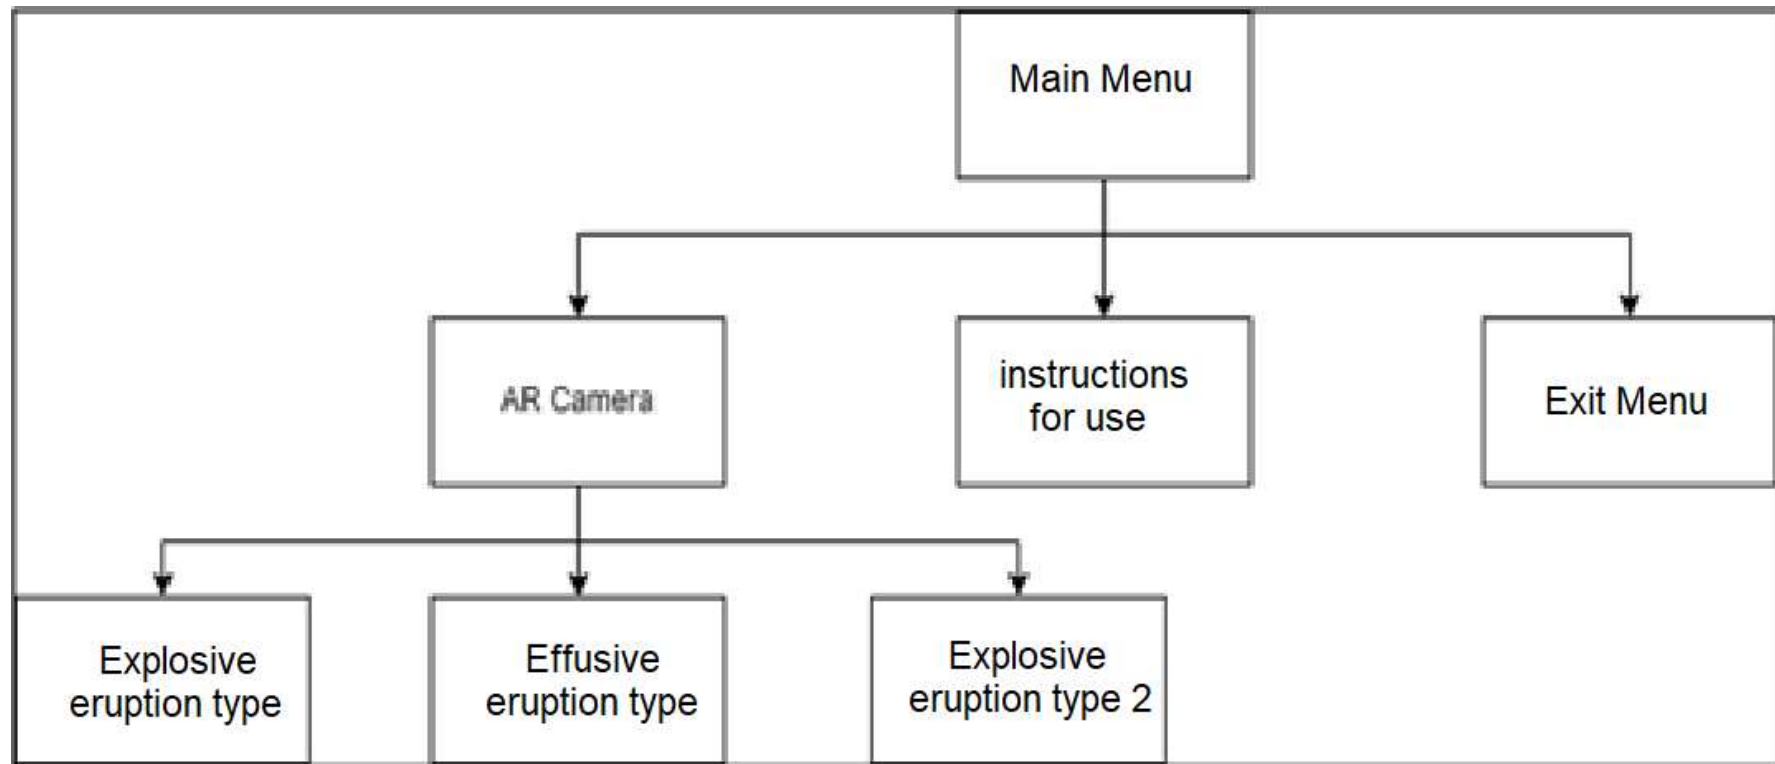 Main Menu
AR Camera
instructions
for use
Exit Menu
Explosive
eruption type
Effusive
eruption type
Explosive
eruption type 2